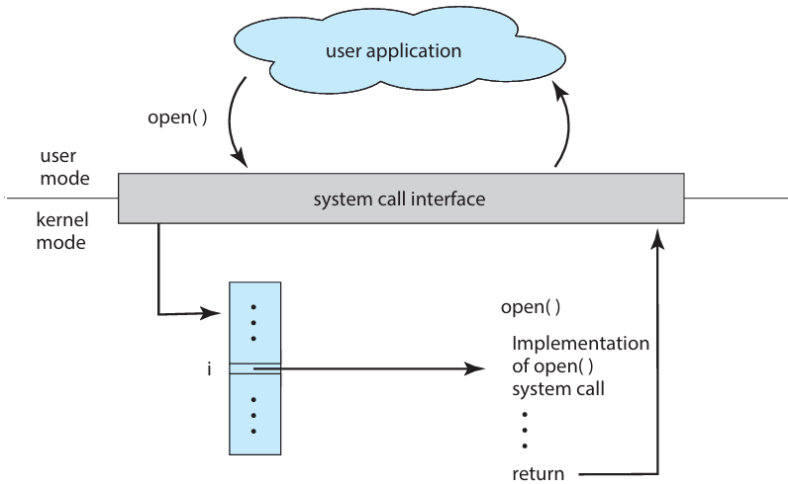 user application
open( )
user
mode
system call interface
kernel
mode
open( )
i
Implementation
of open( )
system call
return